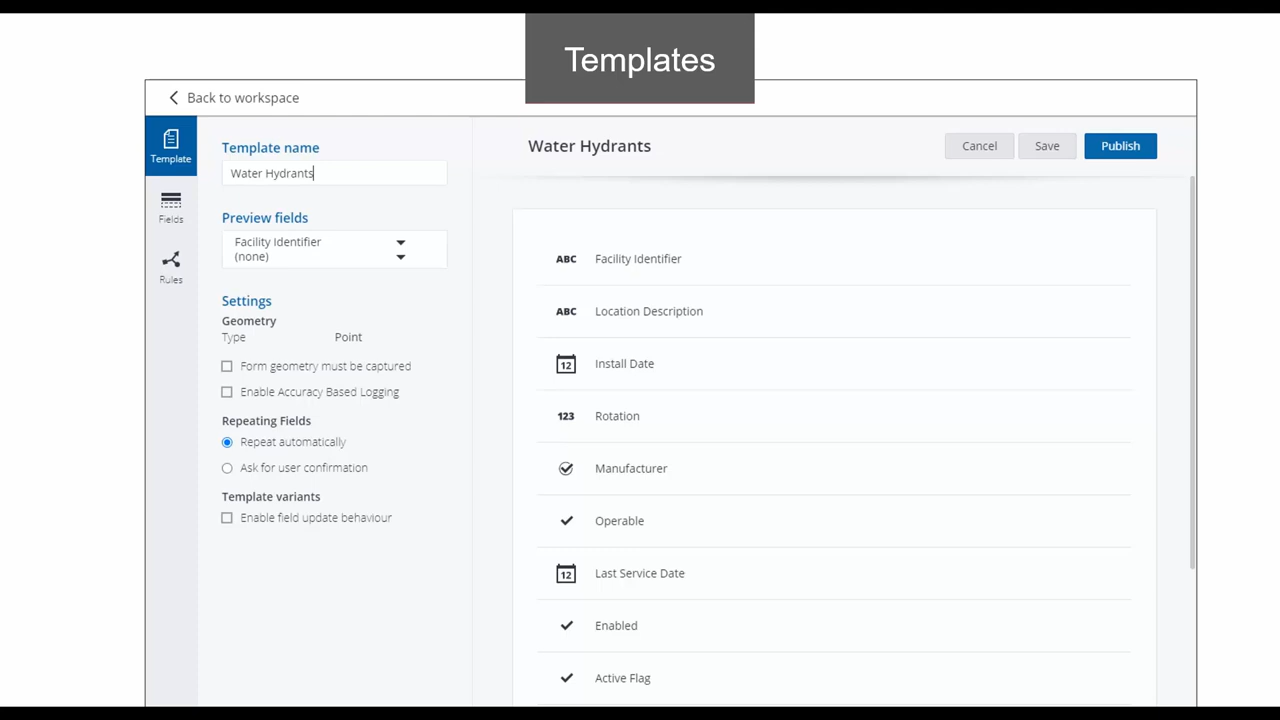 Templates
Back to workspace
Template
Fields
Rules
Template name
Water Hydrants
Preview fields
Facility Identifier
(none)
Settings
Geometry
Type Point
Form geometry must be captured
Enable Accuracy Based Logging
Repeating Fields
Repeat automatically
Ask for user confirmation
Template variants
Enable field update behaviour
Water Hydrants
Cancel Save Publish
ABC Facility Identifier
ABC Location Description
12 Install Date
123 Rotation
Manufacturer
Operable
12 Last Service Date
Enabled
Active Flag